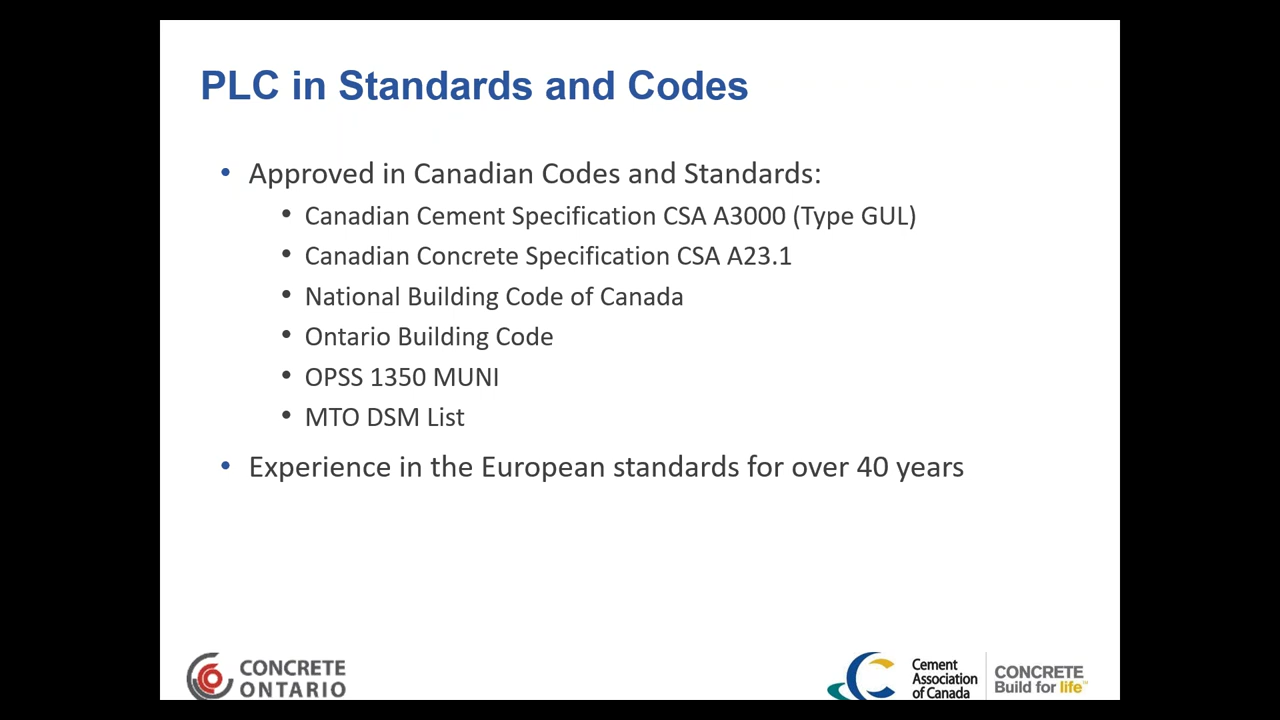 PLC in Standards and Codes
• Approved in Canadian Codes and Standards:
• Canadian Cement Specification CSA A3000 (Type GUL)
• Canadian Concrete Specification CSA A23.1
• National Building Code of Canada
• Ontario Building Code
• OPSS 1350 MUNI
• MTO DSM List
• Experience in the European standards for over 40 years
CONCRETE
ONTARIO
Cement
Association
of Canada
CONCRETE
Build for life™